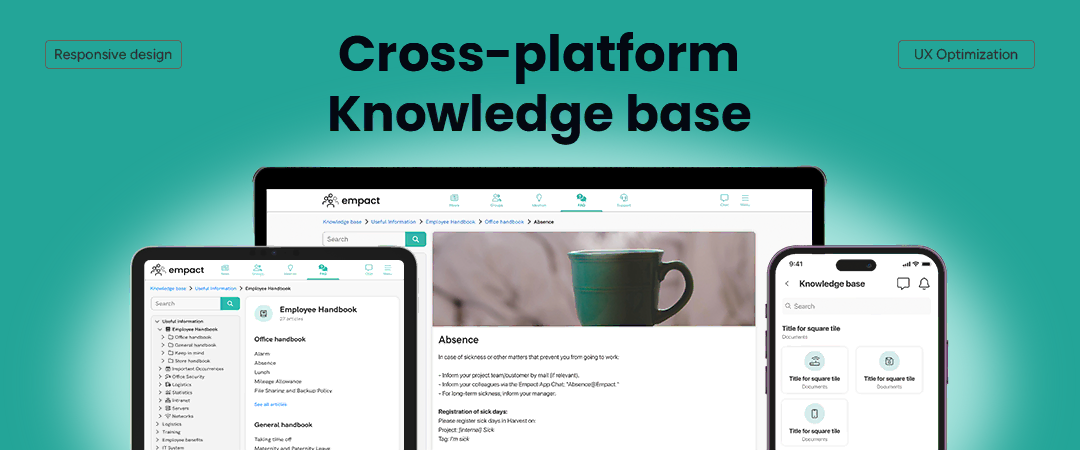 Responsive design
Cross-platform
Knowledge base
UX Optimization
empact
Home
Groups
Idethub
FAQ
Support
Chat
Menu
Knowledge base > Useful Information > Employee Handbook > Office handbook > Absence
Search
Absence
In case of sickness or other matters that prevent you from going to work:
- Inform your project team/customer by mail (if relevant).
- Inform your colleagues via the Empact App Chat; "Absence@Empact "
- For long-term sickness, inform your manager.
Registration of sick days:
Please register sick days in Harvest on:
Project: [Internal] Sick
Tag: I'm sick
empact
FAQ
Chat
Menu
Knowledge base > Useful Information > Employee Handbook
Search
Useful Information
Employee Handbook
Office handbook
General handbook
Keep in mind
Store handbook
Important Occurrences
Office Security
Logistics
Statistics
Intranet
Servers
Networks
Logistics
Training
Employee benefits
IT System
Employee Handbook
27 articles
Office handbook
Alarm
Absence
Lunch
Mileage Allowance
File Sharing and Backup Policy
See all articles
General handbook
Taking time off
Maternity and Paternity Leave
9:41
Knowledge base
Search
Title for square tile
Documents
Title for square tile
Documents
Title for square tile
Documents
Title for square tile
Documents